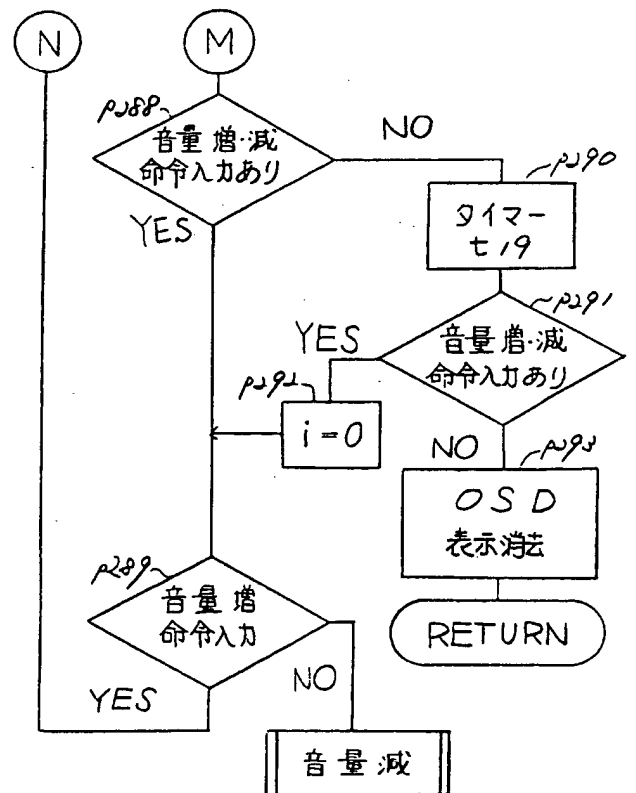 N
M
p288
音量増・減
命令入力あり
NO
YES
p290
タイマー
t19
p291
音量増・減
命令入力あり
YES
p292
i=0
NO
p293
OSD
表示消去
RETURN
p289
音量増
命令入力
YES
NO
音量減